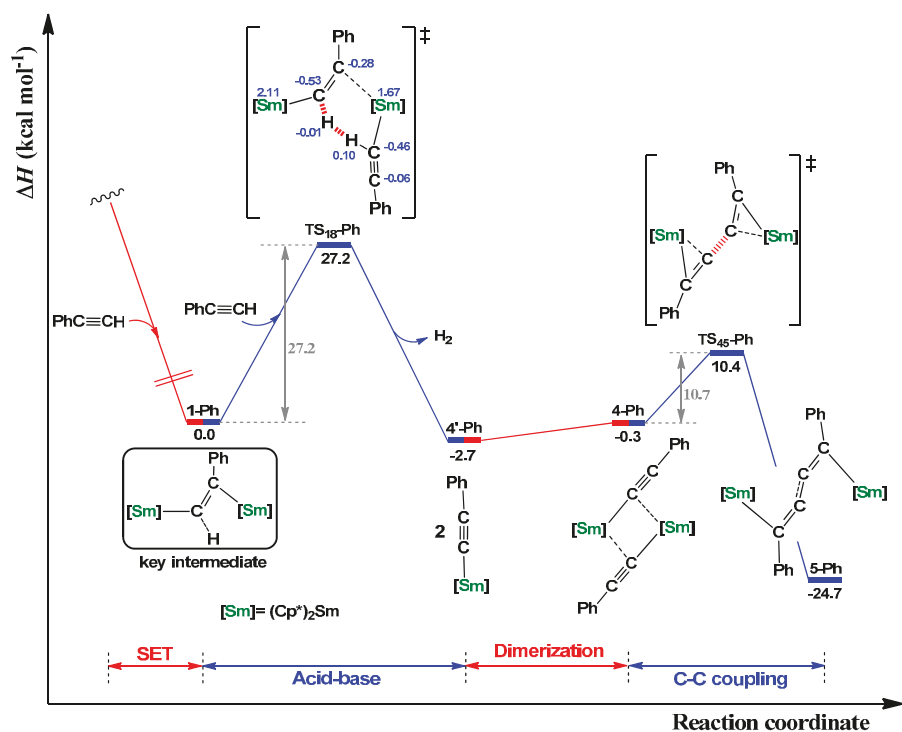 ΔH (kcal mol⁻¹)
‡
Ph
-0.28
-0.53
C
2.11
[Sm]
C
1.67
[Sm]
H
-0.01
H
0.10
C
-0.46
C
-0.06
Ph
TS₁₈-Ph
27.2
‡
Ph
C
C
[Sm]
C
[Sm]
C
Ph
TS₄₅-Ph
10.4
PhC≡CH
PhC≡CH
H₂
27.2
10.7
1-Ph
0.0
4'-Ph
-2.7
4-Ph
-0.3
Ph
[Sm]
C
C
[Sm]
H
key intermediate
Ph
C
2
C
[Sm]
Ph
C
C
[Sm]
[Sm]
C
C
Ph
Ph
C
[Sm]
C
[Sm]
C
C
Ph
5-Ph
-24.7
[Sm]= (Cp*)₂Sm
SET
Acid-base
Dimerization
C-C coupling
Reaction coordinate